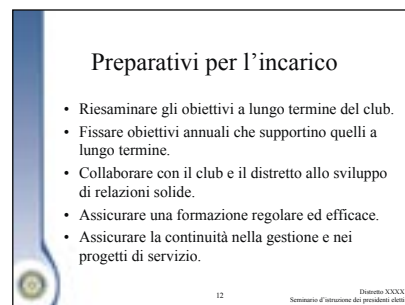 Preparativi per l'incarico
• Riesaminare gli obiettivi a lungo termine del club.
• Fissare obiettivi annuali che supportino quelli a
lungo termine.
• Collaborare con il club e il distretto allo sviluppo
di relazioni solide.
• Assicurare una formazione regolare ed efficace.
• Assicurare la continuità nella gestione e nei
progetti di servizio.
12
Distretto XXXX
Seminario d'istruzione dei presidenti eletti